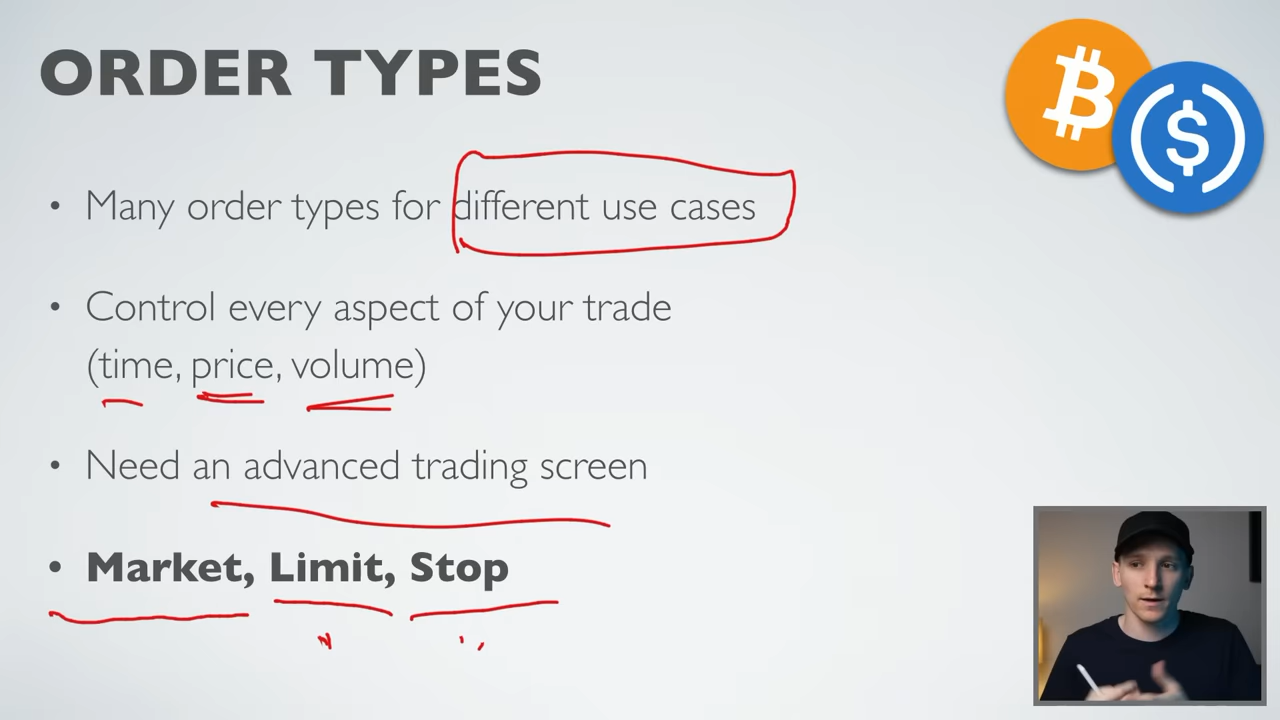 ORDER TYPES
• Many order types for different use cases
• Control every aspect of your trade
(time, price, volume)
• Need an advanced trading screen
• Market, Limit, Stop